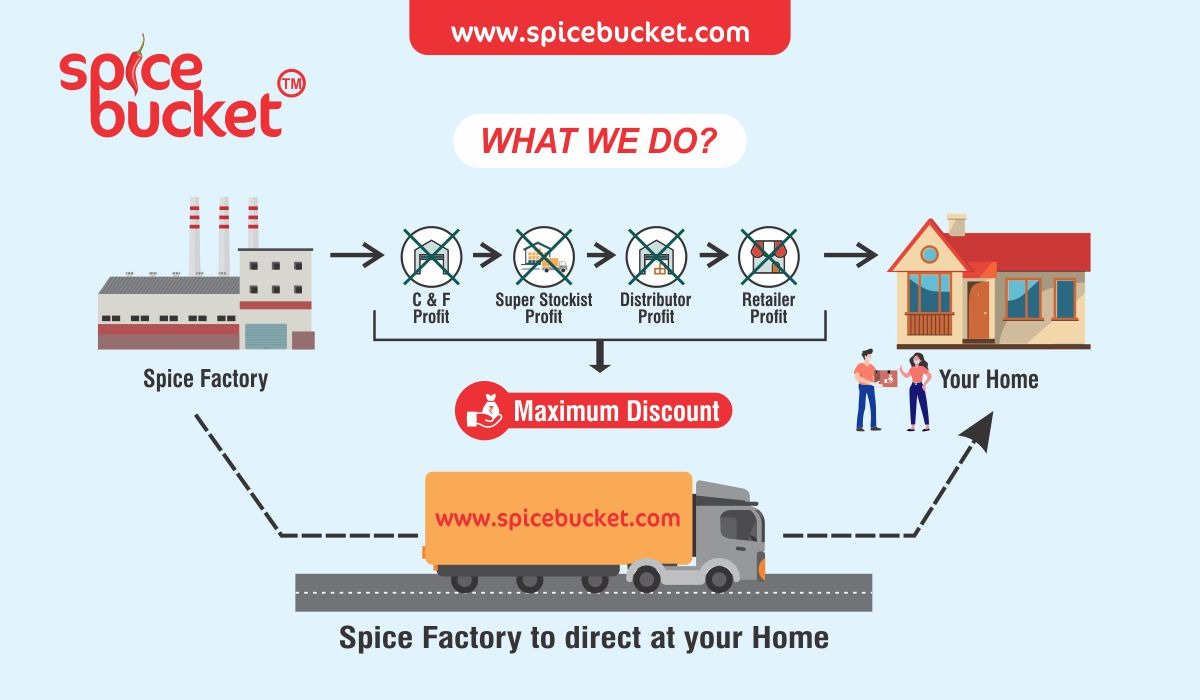 www.spicebucket.com
spice
bucket TM
WHAT WE DO?
C & F
Profit
Super Stockist
Profit
Distributor
Profit
Retailer
Profit
Spice Factory
Your Home
₹
Maximum Discount
www.spicebucket.com
Spice Factory to direct at your Home